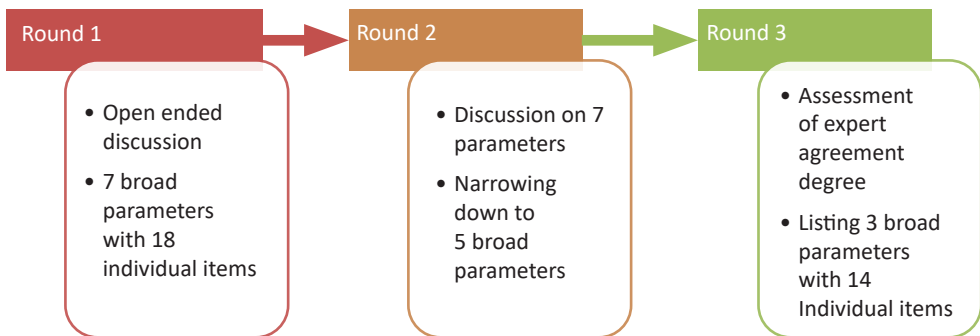 Round 1
• Open ended
discussion
• 7 broad
parameters
with 18
individual items
Round 2
• Discussion on 7
parameters
• Narrowing
down to
5 broad
parameters
Round 3
• Assessment
of expert
agreement
degree
• Listing 3 broad
parameters
with 14
Individual items